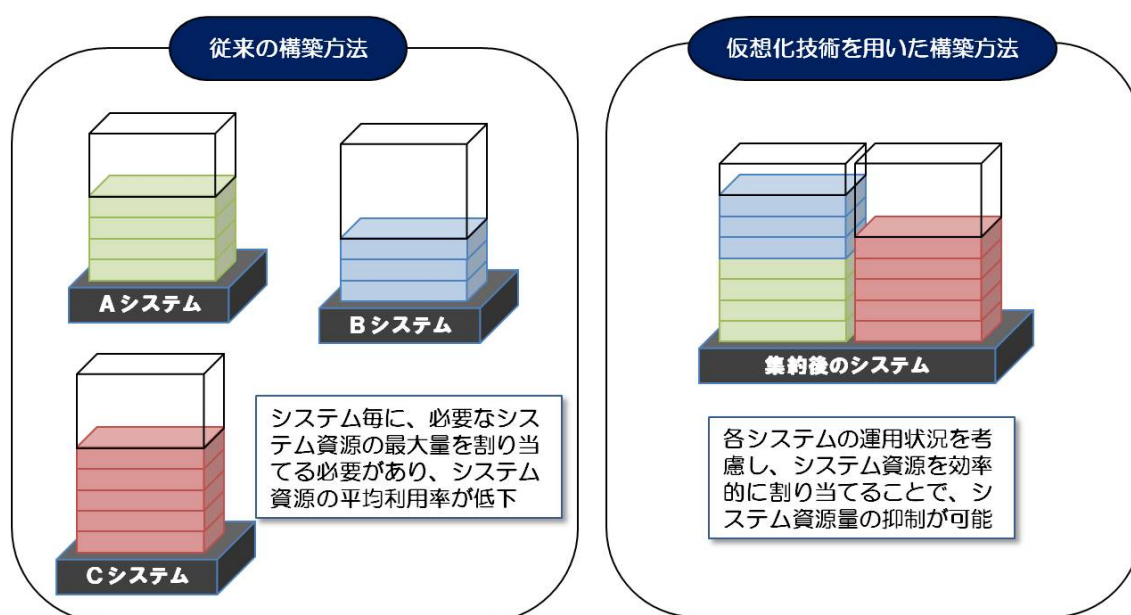 従来の構築方法
Aシステム
Bシステム
Cシステム
システム毎に、必要なシス
テム資源の最大量を割り当
てる必要があり、システム
資源の平均利用率が低下
仮想化技術を用いた構築方法
集約後のシステム
各システムの運用状況を考
慮し、システム資源を効率
的に割り当てることで、シ
ステム資源量の抑制が可能